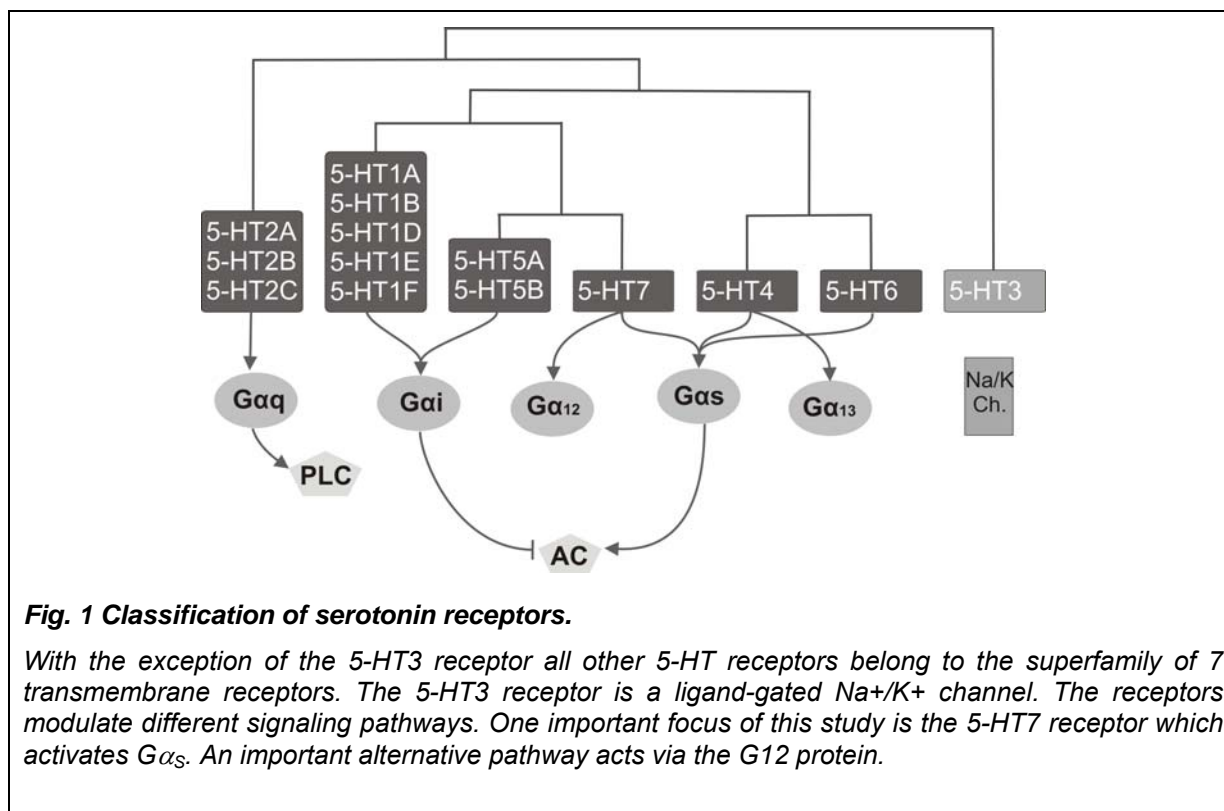 5-HT1A
5-HT1B
5-HT1D
5-HT1E
5-HT1F
5-HT2A
5-HT2B
5-HT2C
5-HT5A
5-HT5B
5-HT7
5-HT4
5-HT6
5-HT3
Gαq
Gαi
Gα12
Gαs
Gα13
Na/K
Ch.
PLC
AC
Fig. 1 Classification of serotonin receptors.
With the exception of the 5-HT3 receptor all other 5-HT receptors belong to the superfamily of 7
transmembrane receptors. The 5-HT3 receptor is a ligand-gated Na+/K+ channel. The receptors
modulate different signaling pathways. One important focus of this study is the 5-HT7 receptor which
activates GαS. An important alternative pathway acts via the G12 protein.